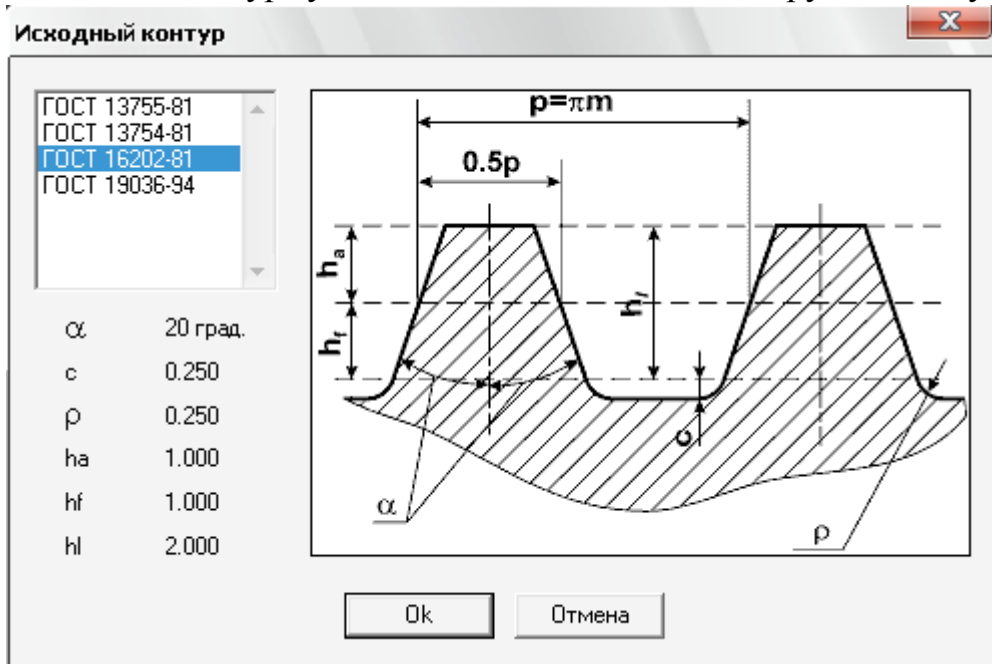 Исходный контур
ГОСТ 13755-81
ГОСТ 13754-81
ГОСТ 16202-81
ГОСТ 19036-94
α 20 град.
c 0.250
ρ 0.250
ha 1.000
hf 1.000
hl 2.000
p=πm
0.5p
ha
hf
hl
c
α
ρ
Ok
Отмена